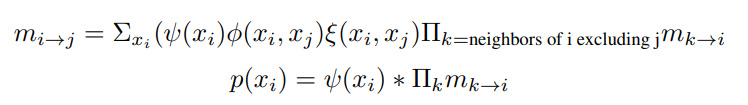 m_{i→j} = Σ_{x_i}(ψ(x_i)ϕ(x_i, x_j)ξ(x_i, x_j)Π_{k=neighbors of i excluding j}m_{k→i}
p(x_i) = ψ(x_i) * Π_k m_{k→i}